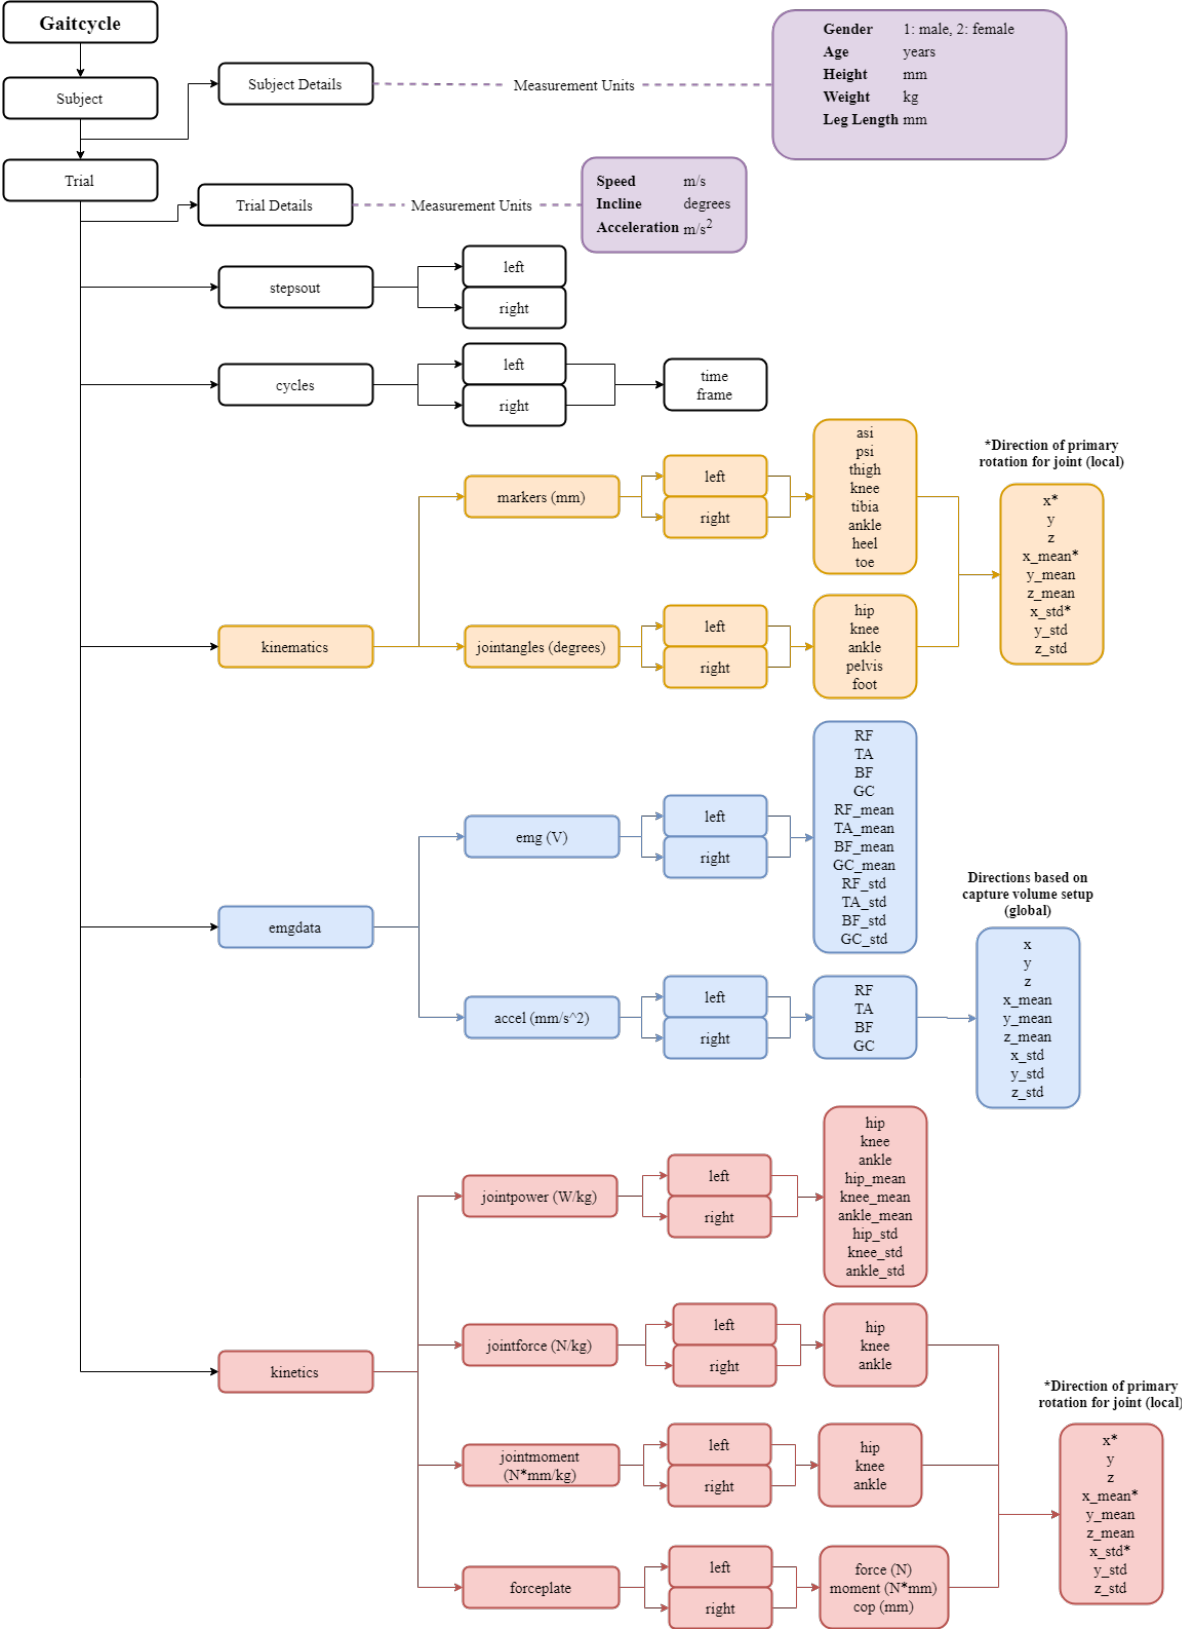 Gaitcycle
Subject
Subject Details
Measurement Units
Gender 1: male, 2: female
Age years
Height mm
Weight kg
Leg Length mm
Trial
Trial Details
Measurement Units
Speed m/s
Incline degrees
Acceleration m/s²
stepsout
left
right
cycles
left
right
time
frame
kinematics
markers (mm)
left
right
asi
psi
thigh
knee
tibia
ankle
heel
toe
jointangles (degrees)
left
right
hip
knee
ankle
pelvis
foot
*Direction of primary
rotation for joint (local)
x*
y
z
x_mean*
y_mean
z_mean
x_std*
y_std
z_std
emgdata
emg (V)
left
right
RF
TA
BF
GC
RF_mean
TA_mean
BF_mean
GC_mean
RF_std
TA_std
BF_std
GC_std
accel (mm/s^2)
left
right
RF
TA
BF
GC
Directions based on
capture volume setup
(global)
x
y
z
x_mean
y_mean
z_mean
x_std
y_std
z_std
kinetics
jointpower (W/kg)
left
right
hip
knee
ankle
hip_mean
knee_mean
ankle_mean
hip_std
knee_std
ankle_std
jointforce (N/kg)
left
right
hip
knee
ankle
jointmoment
(N*mm/kg)
left
right
hip
knee
ankle
forceplate
left
right
force (N)
moment (N*mm)
cop (mm)
*Direction of primary
rotation for joint (local)
x*
y
z
x_mean*
y_mean
z_mean
x_std*
y_std
z_std